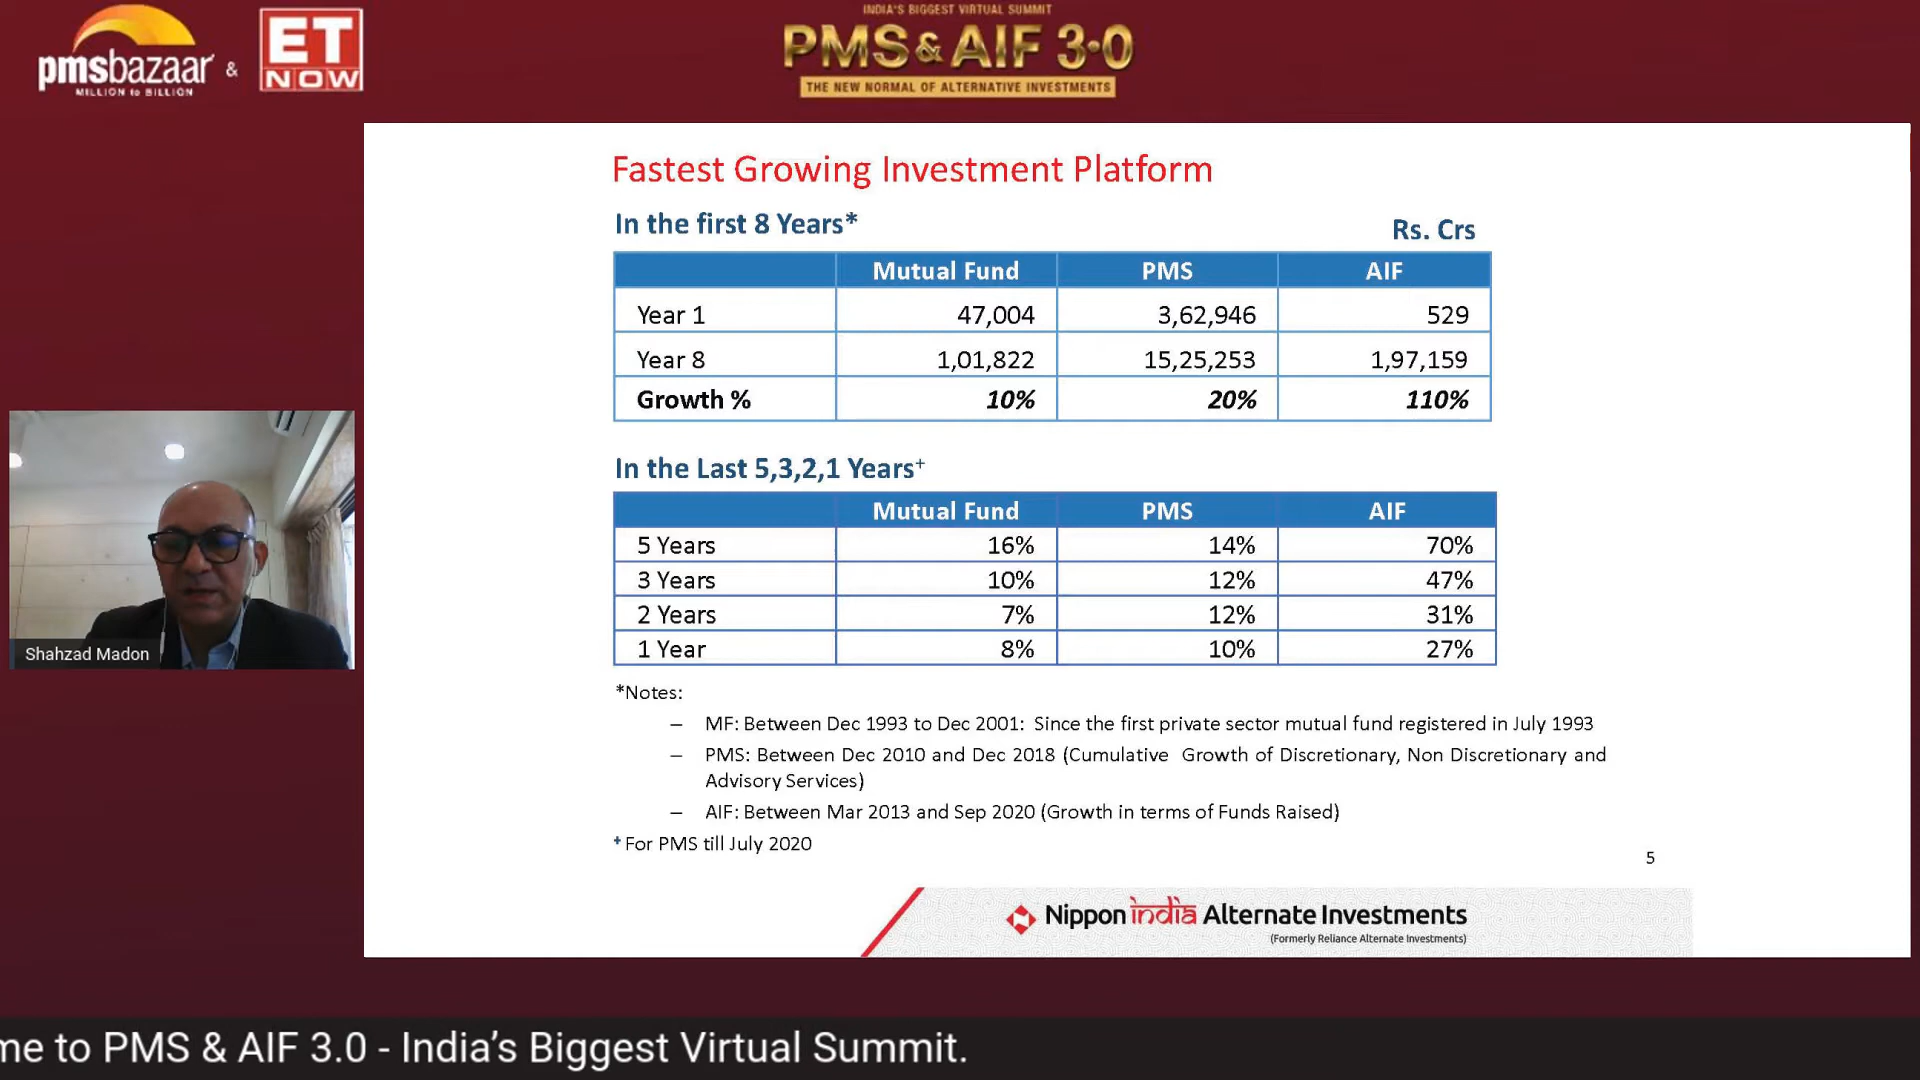 pmsbazaar
MILLION to BILLION
&
ET
NOW
INDIA'S BIGGEST VIRTUAL SUMMIT
PMS & AIF 3.0
THE NEW NORMAL OF ALTERNATIVE INVESTMENTS
Fastest Growing Investment Platform
In the first 8 Years*
Rs. Crs
Mutual Fund PMS AIF
Year 1 47,004 3,62,946 529
Year 8 1,01,822 15,25,253 1,97,159
Growth % 10% 20% 110%
In the Last 5,3,2,1 Years+
Mutual Fund PMS AIF
5 Years 16% 14% 70%
3 Years 10% 12% 47%
2 Years 7% 12% 31%
1 Year 8% 10% 27%
*Notes:
– MF: Between Dec 1993 to Dec 2001: Since the first private sector mutual fund registered in July 1993
– PMS: Between Dec 2010 and Dec 2018 (Cumulative Growth of Discretionary, Non Discretionary and
Advisory Services)
– AIF: Between Mar 2013 and Sep 2020 (Growth in terms of Funds Raised)
+ For PMS till July 2020
5
Nippon india Alternate Investments
(Formerly Reliance Alternate Investments)
Shahzad Madon
me to PMS & AIF 3.0 - India's Biggest Virtual Summit.